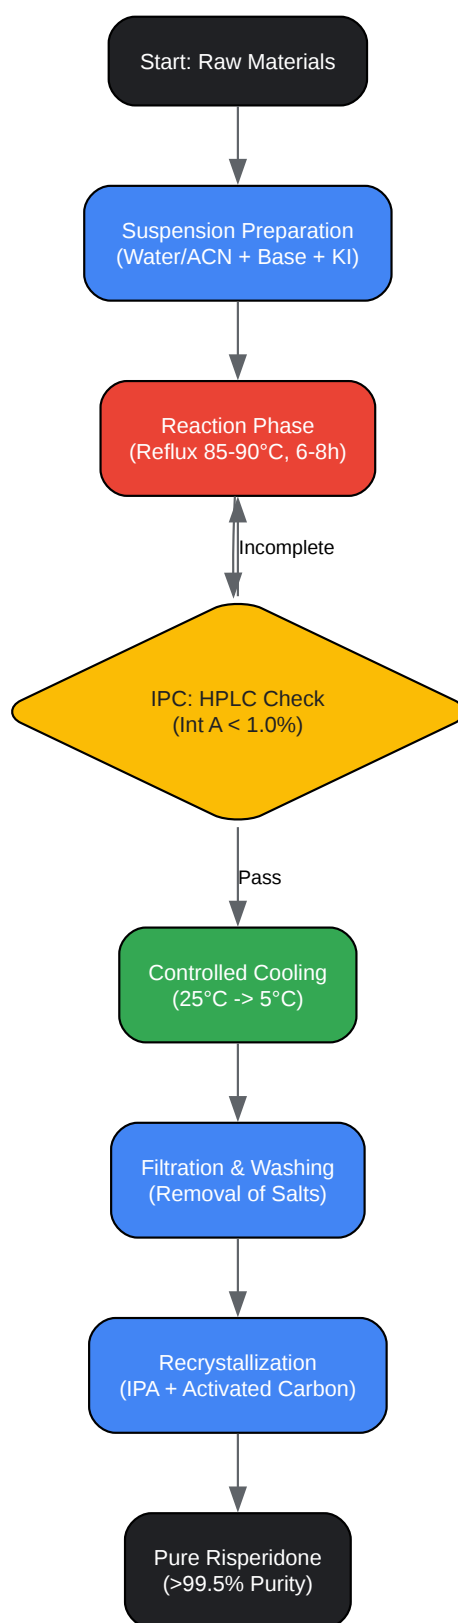 Start: Raw Materials
Suspension Preparation
(Water/ACN + Base + KI)
Reaction Phase
(Reflux 85-90°C, 6-8h)
Incomplete
IPC: HPLC Check
(Int A < 1.0%)
Pass
Controlled Cooling
(25°C -> 5°C)
Filtration & Washing
(Removal of Salts)
Recrystallization
(IPA + Activated Carbon)
Pure Risperidone
(>99.5% Purity)